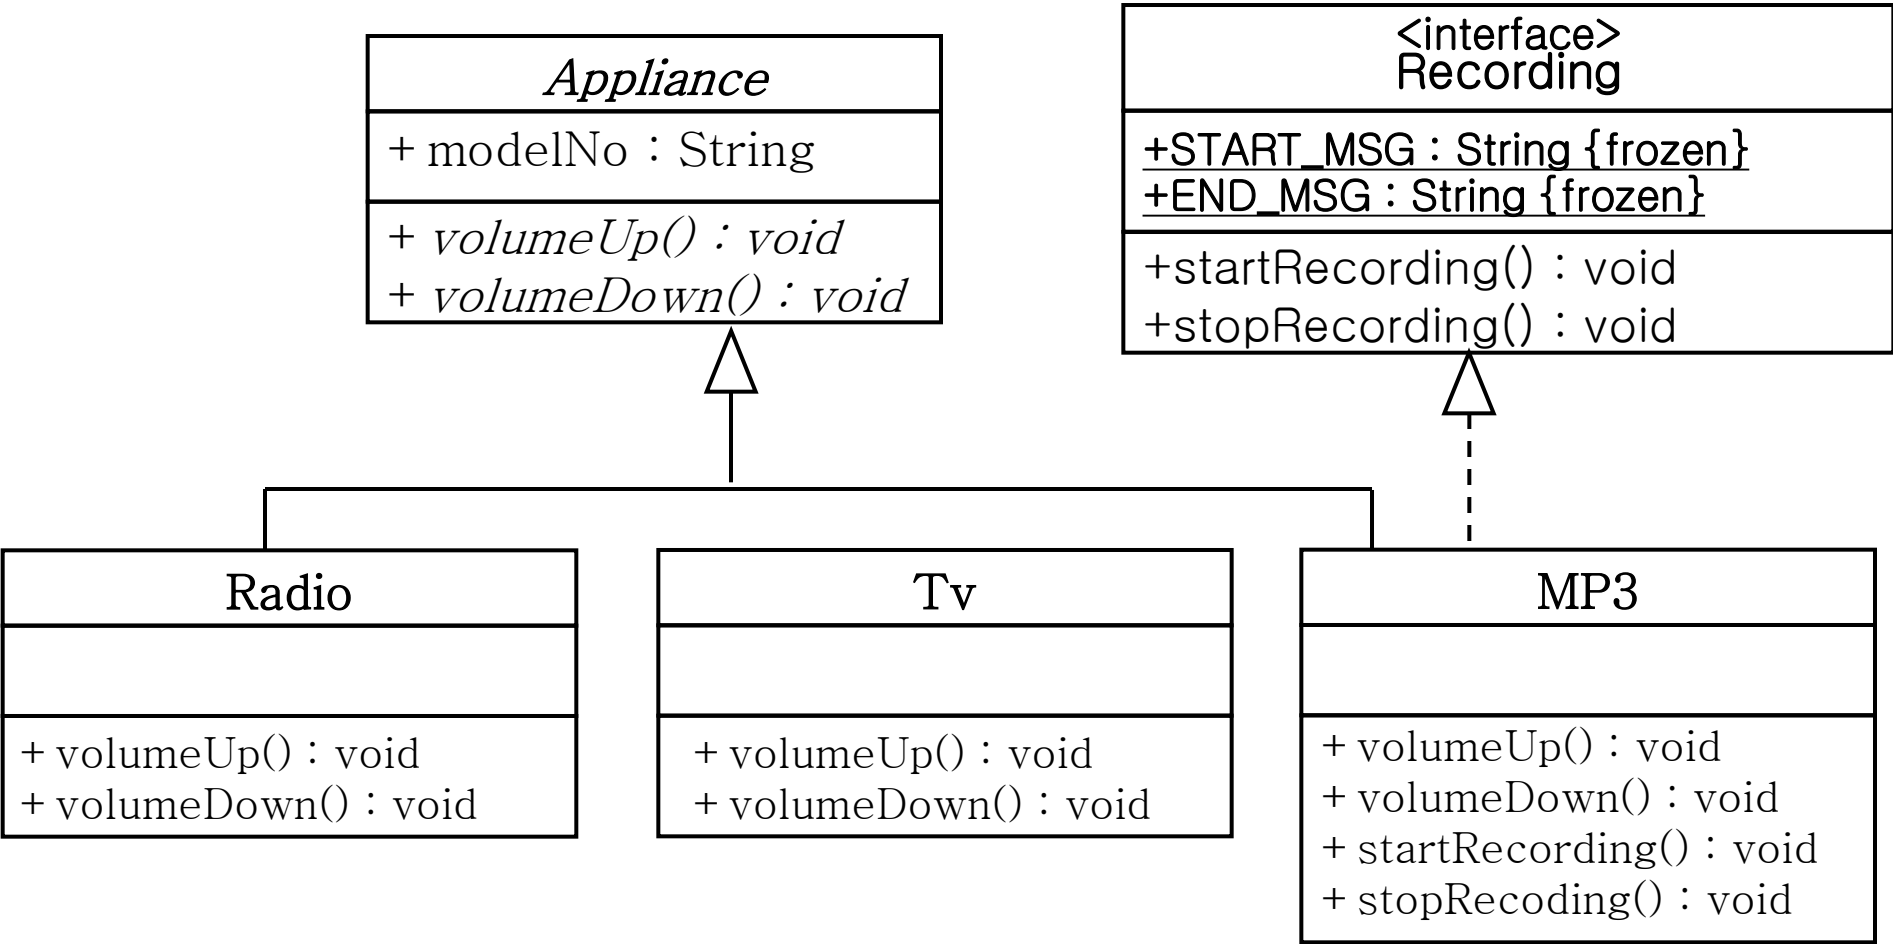 Appliance
+ modelNo : String
+ volumeUp() : void
+ volumeDown() : void
<interface>
Recording
+START_MSG : String {frozen}
+END_MSG : String {frozen}
+startRecording() : void
+stopRecording() : void
Radio
+ volumeUp() : void
+ volumeDown() : void
Tv
+ volumeUp() : void
+ volumeDown() : void
MP3
+ volumeUp() : void
+ volumeDown() : void
+ startRecording() : void
+ stopRecoding() : void